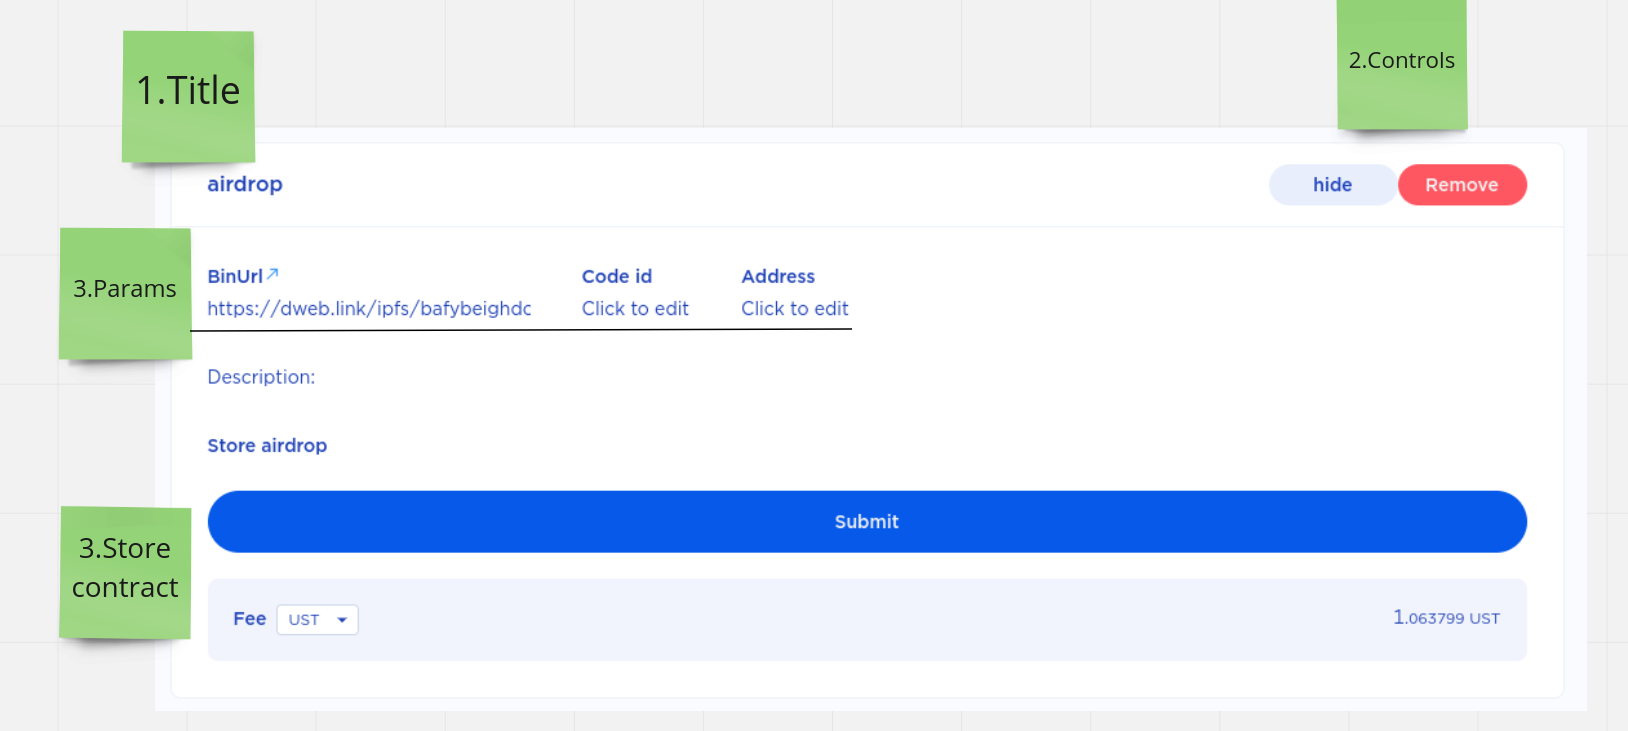 1.Title
2.Controls
airdrop
hide
Remove
3.Params
BinUrl
Code id
Address
https://dweb.link/ipfs/bafybeighdc
Click to edit
Click to edit
Description:
Store airdrop
3.Store
contract
Submit
Fee
UST
1.063799 UST